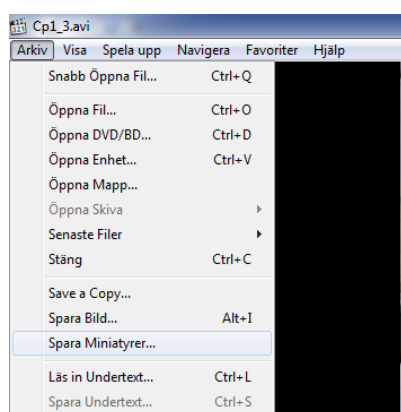 Cp1_3.avi
Arkiv Visa Spela upp Navigera Favoriter Hjälp
Snabb Öppna Fil... Ctrl+Q
Öppna Fil... Ctrl+O
Öppna DVD/BD... Ctrl+D
Öppna Enhet... Ctrl+V
Öppna Mapp...
Öppna Skiva
Senaste Filer
Stäng Ctrl+C
Save a Copy...
Spara Bild... Alt+I
Spara Miniatyrer...
Läs in Undertext... Ctrl+L
Spara Undertext... Ctrl+S